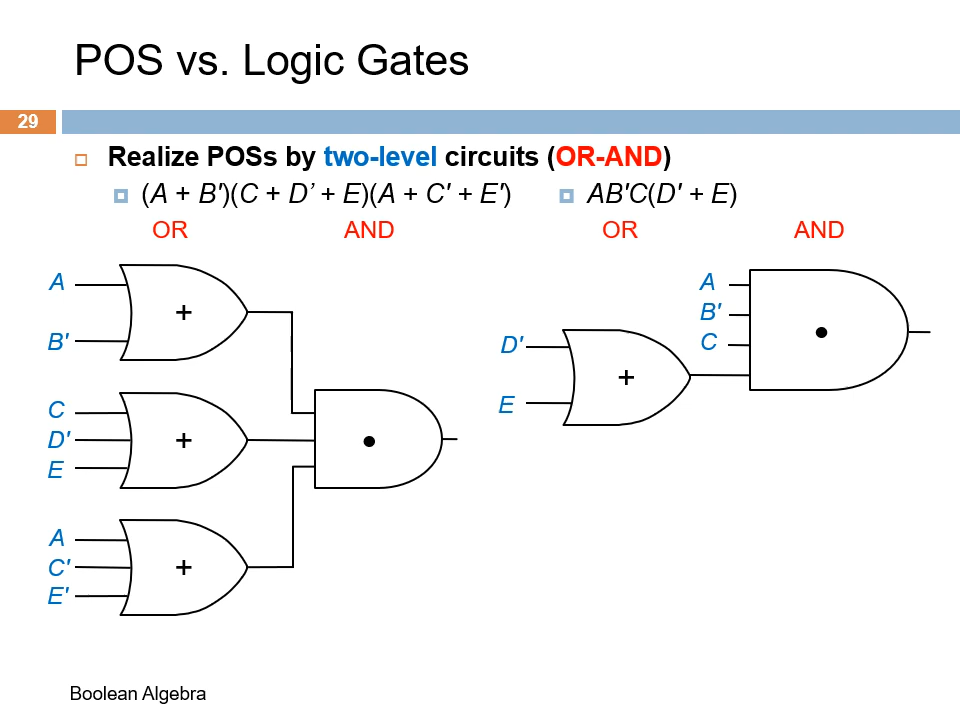 POS vs. Logic Gates
29
Realize POSs by two-level circuits (OR-AND)
(A + B')(C + D’ + E)(A + C' + E')
AB'C(D' + E)
OR
AND
OR
AND
A
B'
+
C
D'
E
+
A
C'
E'
+
•
D'
E
+
A
B'
C
•
Boolean Algebra